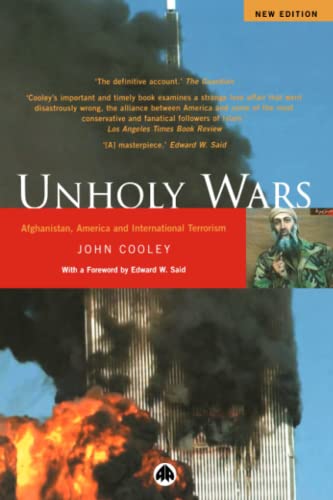 NEW EDITION
'The definitive account.' The Guardian
'Cooley's important and timely book examines a strange love affair that went
disastrously wrong, the alliance between America and some of the most
conservative and fanatical followers of Islam.'
Los Angeles Times Book Review
'[A] masterpiece.' Edward W. Said
UNHOLY WARS
Afghanistan, America and International Terrorism
JOHN COOLEY
With a Foreword by Edward W. Said